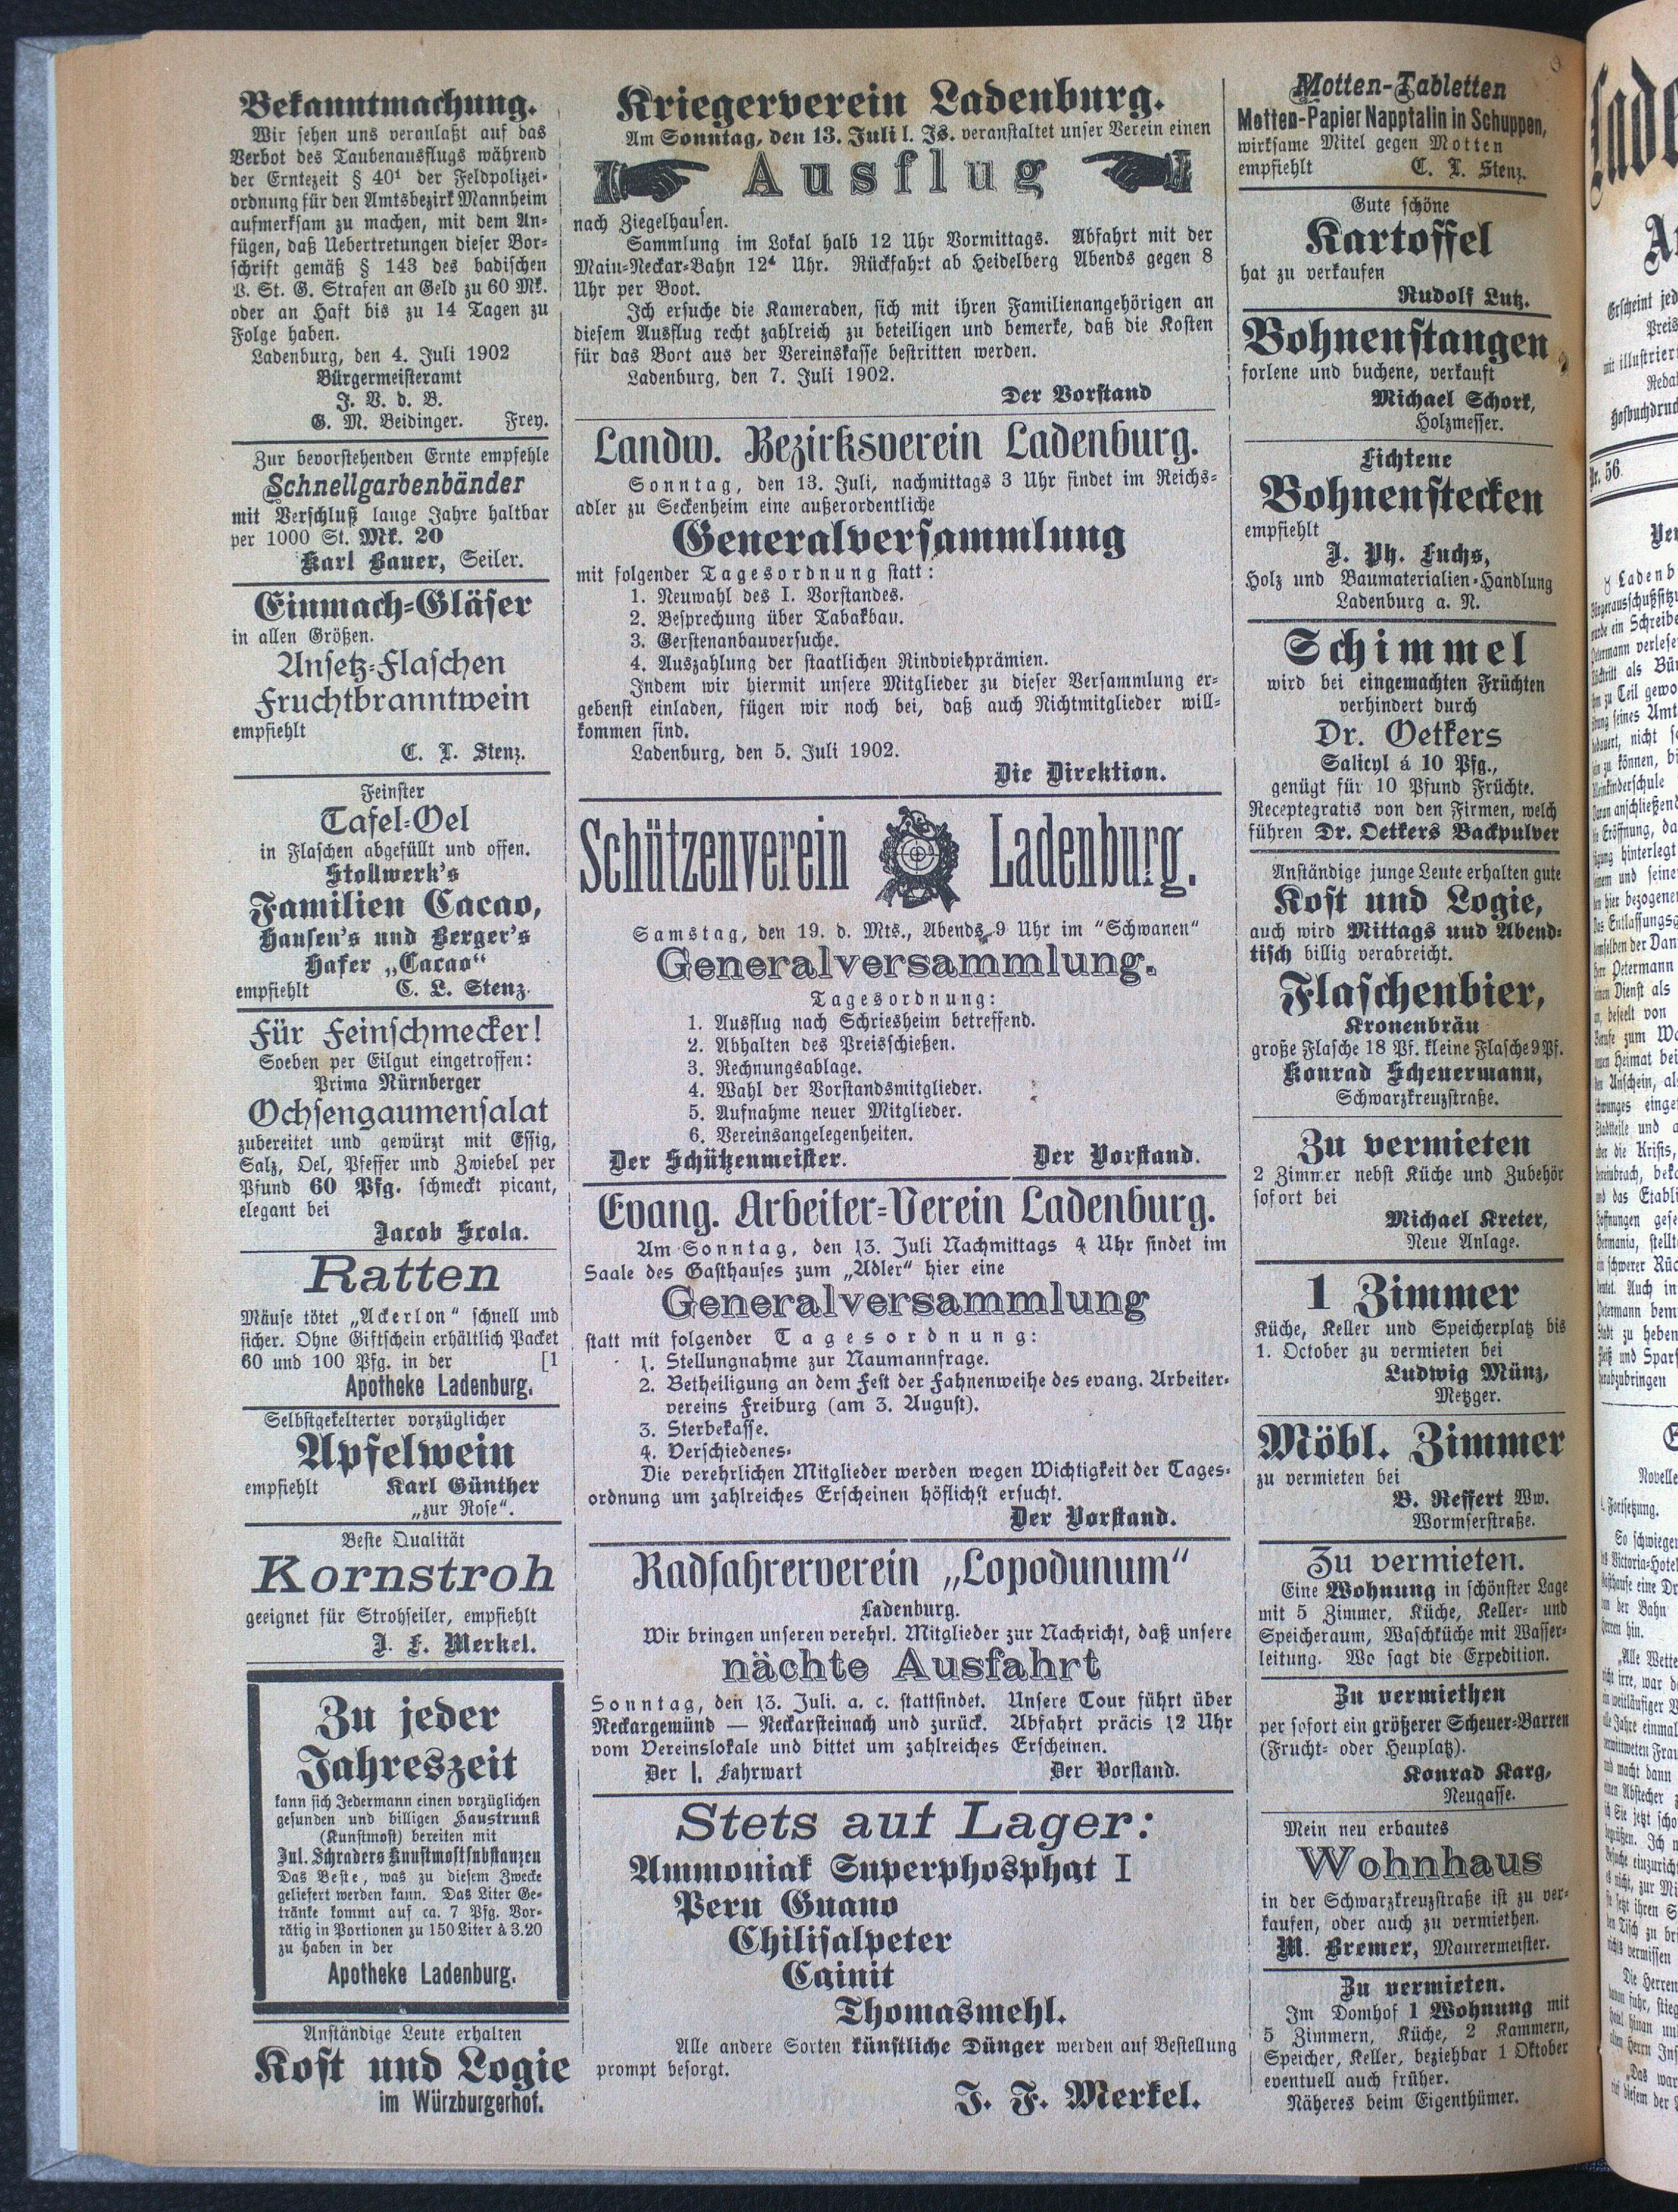 Bekanntmachung.
Wir sehen uns veranlaßt auf das
Verbot des Taubenausflugs während
der Erntezeit § 40¹ der Feldpolizei-
ordnung für den Amtsbezirk Mannheim
aufmerksam zu machen, mit dem An-
fügen, daß Uebertretungen dieser Vor-
schrift gemäß § 143 des badischen
P. St. G. Strafen an Geld zu 60 Mk.
oder an Haft bis zu 14 Tagen zu
Folge haben.
Ladenburg, den 4. Juli 1902
Bürgermeisteramt
J. V. d. B.
G. M. Beidinger. Frey.
Zur bevorstehenden Ernte empfehle
Schnellgarbenbänder
mit Verschluß lange Jahre haltbar
per 1000 St. Mk. 20
Karl Bauer, Seiler.
Einmach-Gläser
in allen Größen.
Ansetz-Flaschen
Fruchtbranntwein
empfiehlt
C. L. Stenz.
Feinster
Tafel-Oel
in Flaschen abgefüllt und offen.
Stollwerk's
Familien Cacao,
Hausen's und Berger's
Hafer „Cacao“
empfiehlt C. L. Stenz.
Für Feinschmecker!
Soeben per Eilgut eingetroffen:
Prima Nürnberger
Ochsengaumensalat
zubereitet und gewürzt mit Essig,
Salz, Oel, Pfeffer und Zwiebel per
Pfund 60 Pfg. schmeckt picant,
elegant bei
Jacob Scola.
Ratten
Mäuse tötet „Ackerlon“ schnell und
sicher. Ohne Giftschein erhältlich Packet
60 und 100 Pfg. in der [1
Apotheke Ladenburg.
Selbstgekelterter vorzüglicher
Apfelwein
empfiehlt Karl Günther
„zur Rose“.
Beste Qualität
Kornstroh
geeignet für Strohseiler, empfiehlt
J. F. Merkel.
Zu jeder
Jahreszeit
kann sich Jedermann einen vorzüglichen
gesunden und billigen Haustrunk
(Kunstmost) bereiten mit
Jul. Schraders Kunstmostsubstanzen
Das Beste, was zu diesem Zwecke
geliefert werden kann. Das Liter Ge-
tränke kommt auf ca. 7 Pfg. Vor-
rätig in Portionen zu 150 Liter à 3.20
zu haben in der
Apotheke Ladenburg.
Anständige Leute erhalten
Kost und Logie
im Würzburgerhof.
Kriegerverein Ladenburg.
Am Sonntag, den 13. Juli l. Js. veranstaltet unser Verein einen
Ausflug
nach Ziegelhausen.
Sammlung im Lokal halb 12 Uhr Vormittags. Abfahrt mit der
Main-Neckar-Bahn 12⁴ Uhr. Rückfahrt ab Heidelberg Abends gegen 8
Uhr per Boot.
Ich ersuche die Kameraden, sich mit ihren Familienangehörigen an
diesem Ausflug recht zahlreich zu beteiligen und bemerke, daß die Kosten
für das Boot aus der Vereinskasse bestritten werden.
Ladenburg, den 7. Juli 1902.
Der Vorstand
Landw. Bezirksverein Ladenburg.
Sonntag, den 13. Juli, nachmittags 3 Uhr findet im Reichs-
adler zu Seckenheim eine außerordentliche
Generalversammlung
mit folgender Tagesordnung statt:
1. Neuwahl des I. Vorstandes.
2. Besprechung über Tabakbau.
3. Gerstenanbauversuche.
4. Auszahlung der staatlichen Rindviehprämien.
Indem wir hiermit unsere Mitglieder zu dieser Versammlung er-
gebenst einladen, fügen wir noch bei, daß auch Nichtmitglieder will-
kommen sind.
Ladenburg, den 5. Juli 1902.
Die Direktion.
Schützenverein Ladenburg.
Samstag, den 19. d. Mts., Abends 9 Uhr im "Schwanen"
Generalversammlung.
Tagesordnung:
1. Ausflug nach Schriesheim betreffend.
2. Abhalten des Preisschießen.
3. Rechnungsablage.
4. Wahl der Vorstandsmitglieder.
5. Aufnahme neuer Mitglieder.
6. Vereinsangelegenheiten.
Der Schützenmeister. Der Vorstand.
Evang. Arbeiter-Verein Ladenburg.
Am Sonntag, den 13. Juli Nachmittags 4 Uhr findet im
Saale des Gasthauses zum „Adler“ hier eine
Generalversammlung
statt mit folgender Tagesordnung:
1. Stellungnahme zur Naumannfrage.
2. Betheiligung an dem Fest der Fahnenweihe des evang. Arbeiter-
vereins Freiburg (am 3. August).
3. Sterbekasse.
4. Verschiedenes.
Die verehrlichen Mitglieder werden wegen Wichtigkeit der Tages-
ordnung um zahlreiches Erscheinen höflichst ersucht.
Der Vorstand.
Radfahrerverein „Lopodunum“
Ladenburg.
Wir bringen unseren verehrl. Mitglieder zur Nachricht, daß unsere
nächte Ausfahrt
Sonntag, den 13. Juli. a. c. stattfindet. Unsere Tour führt über
Neckargemünd — Neckarsteinach und zurück. Abfahrt präcis 12 Uhr
vom Vereinslokale und bittet um zahlreiches Erscheinen.
Der I. Fahrwart Der Vorstand.
Stets auf Lager:
Ammoniak Superphosphat I
Peru Guano
Chilisalpeter
Cainit
Thomasmehl.
Alle andere Sorten künstliche Dünger werden auf Bestellung
prompt besorgt.
J. F. Merkel.
Motten-Tabletten
Motten-Papier Napptalin in Schuppen,
wirksame Mitel gegen Motten
empfiehlt C. L. Stenz.
Gute schöne
Kartoffel
hat zu verkaufen
Rudolf Lutz.
Bohnenstangen
forlene und buchene, verkauft
Michael Schork,
Holzmesser.
Fichtene
Bohnenstecken
empfiehlt
J. Ph. Fuchs,
Holz und Baumaterialien-Handlung
Ladenburg a. N.
Schimmel
wird bei eingemachten Früchten
verhindert durch
Dr. Oetkers
Salicyl á 10 Pfg.,
genügt für 10 Pfund Früchte.
Receptegratis von den Firmen, welch
führen Dr. Oetkers Backpulver
Anständige junge Leute erhalten gute
Kost und Logie,
auch wird Mittags und Abend-
tisch billig verabreicht.
Flaschenbier,
Kronenbräu
große Flasche 18 Pf. kleine Flasche 9 Pf.
Konrad Scheuermann,
Schwarzkreuzstraße.
Zu vermieten
2 Zimmer nebst Küche und Zubehör
sofort bei
Michael Kreter,
Neue Anlage.
1 Zimmer
Küche, Keller und Speicherplatz bis
1. October zu vermieten bei
Ludwig Münz,
Metzger.
Möbl. Zimmer
zu vermieten bei
B. Reffert Ww.
Wormserstraße.
Zu vermieten.
Eine Wohnung in schönster Lage
mit 5 Zimmer, Küche, Keller- und
Speicheraum, Waschküche mit Wasser-
leitung. Wo sagt die Expedition.
Zu vermiethen
per sofort ein größerer Scheuer-Barren
(Frucht- oder Heuplatz).
Konrad Karg,
Neugasse.
Mein neu erbautes
Wohnhaus
in der Schwarzkreuzstraße ist zu ver-
kaufen, oder auch zu vermiethen.
M. Bremer, Maurermeister.
Zu vermieten.
Im Domhof 1 Wohnung mit
5 Zimmern, Küche, 2 Kammern,
Speicher, Keller, beziehbar 1 Oktober
eventuell auch früher.
Näheres beim Eigenthümer.